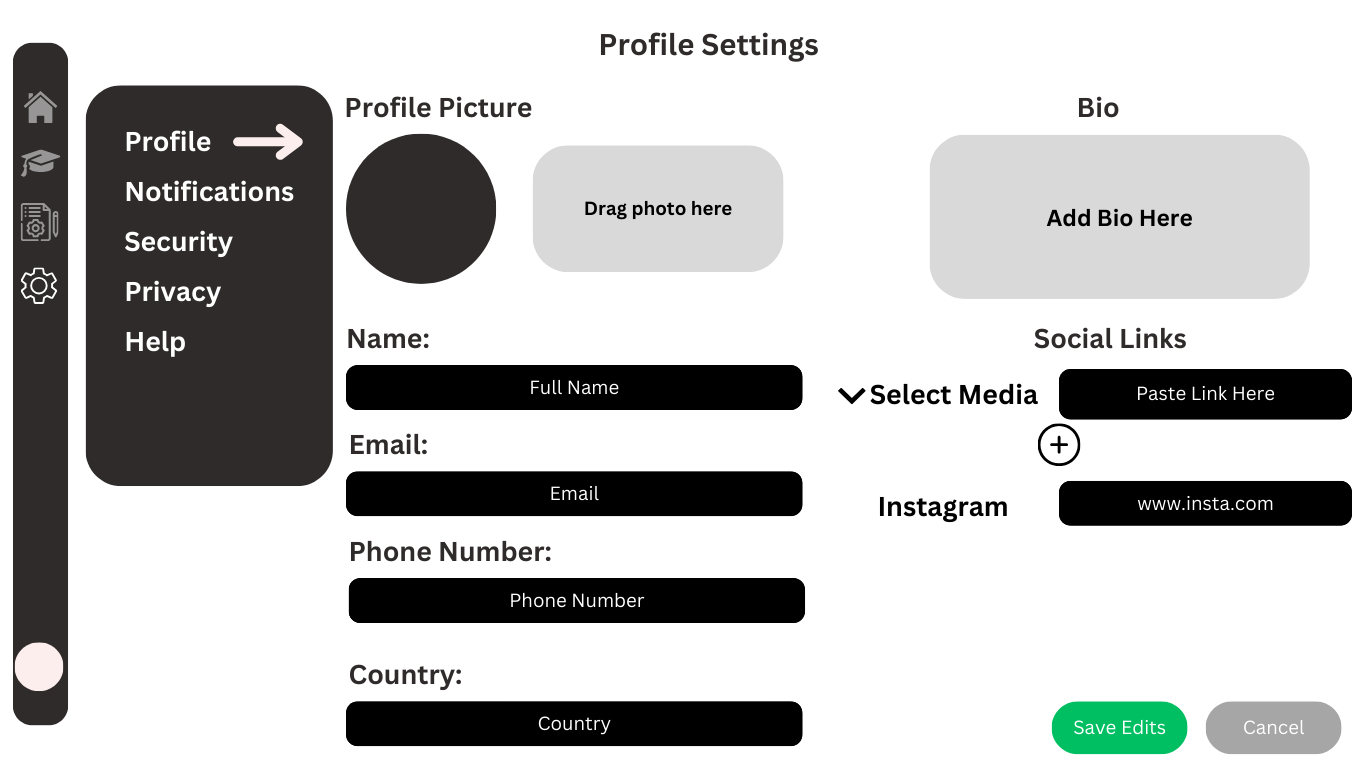 Profile Settings
Profile
Notifications
Security
Privacy
Help
Profile Picture
Drag photo here
Bio
Add Bio Here
Name:
Full Name
Email:
Email
Phone Number:
Phone Number
Country:
Country
Social Links
Select Media
Paste Link Here
Instagram
www.insta.com
Save Edits
Cancel